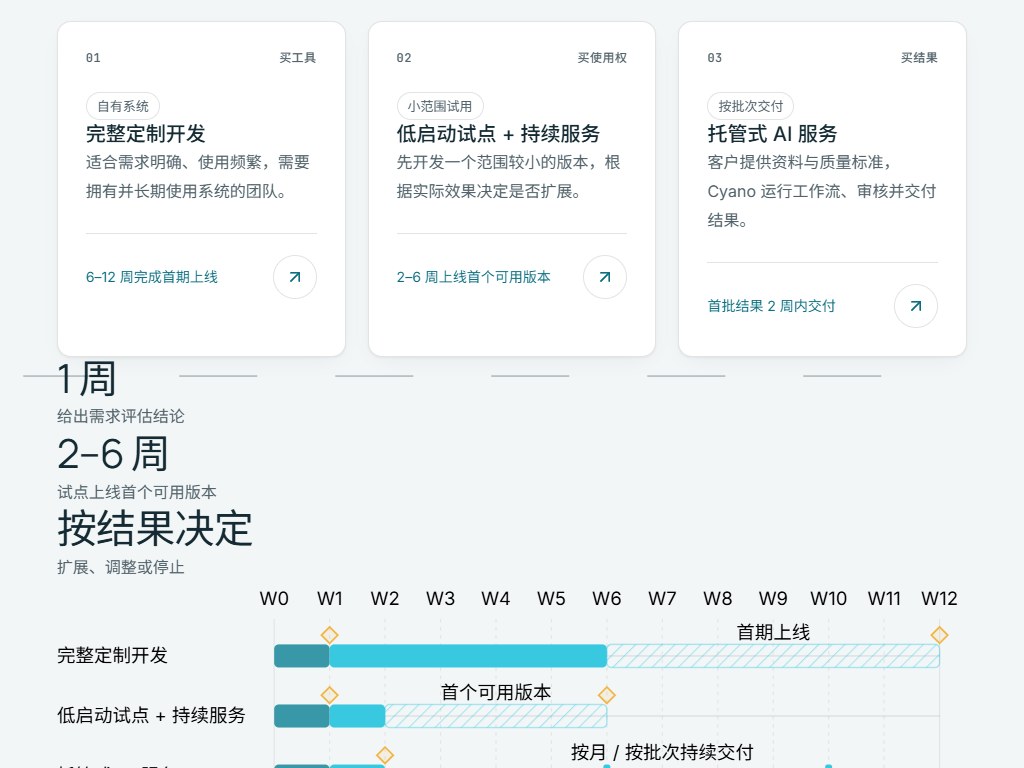 01 买工具
自有系统
完整定制开发
适合需求明确、使用频繁，需要
拥有并长期使用系统的团队。
6–12 周完成首期上线
02 买使用权
小范围试用
低启动试点 + 持续服务
先开发一个范围较小的版本，根
据实际效果决定是否扩展。
2–6 周上线首个可用版本
03 买结果
按批次交付
托管式 AI 服务
客户提供资料与质量标准，
Cyano 运行工作流、审核并交付
结果。
首批结果 2 周内交付
1 周
给出需求评估结论
2–6 周
试点上线首个可用版本
按结果决定
扩展、调整或停止
W0 W1 W2 W3 W4 W5 W6 W7 W8 W9 W10 W11 W12
首期上线
完整定制开发
首个可用版本
低启动试点 + 持续服务
按月 / 按批次持续交付